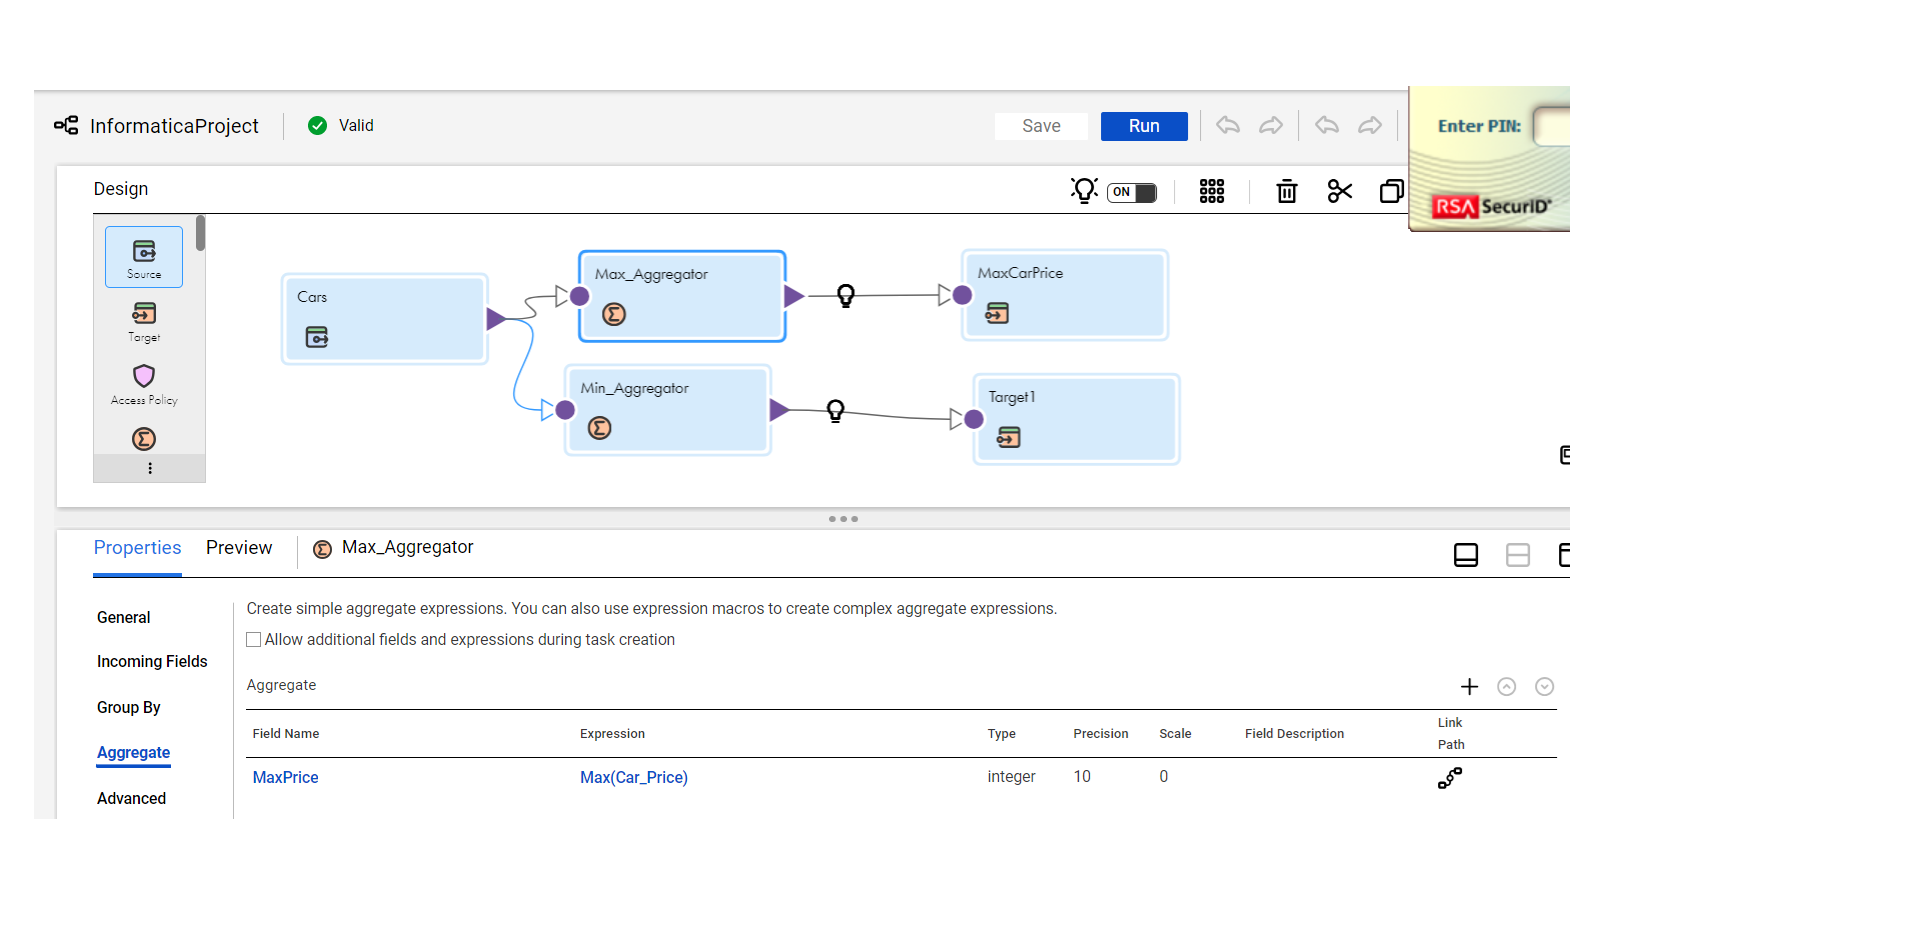 InformaticaProject
Valid
Save
Run
Enter PIN:
RSA SecurID
Design
ON
Source
Target
Access Policy
Cars
Max_Aggregator
MaxCarPrice
Min_Aggregator
Target1
Properties
Preview
Max_Aggregator
General
Incoming Fields
Group By
Aggregate
Advanced
Create simple aggregate expressions. You can also use expression macros to create complex aggregate expressions.
Allow additional fields and expressions during task creation
Aggregate
Field Name Expression Type Precision Scale Field Description Link Path
MaxPrice Max(Car_Price) integer 10 0